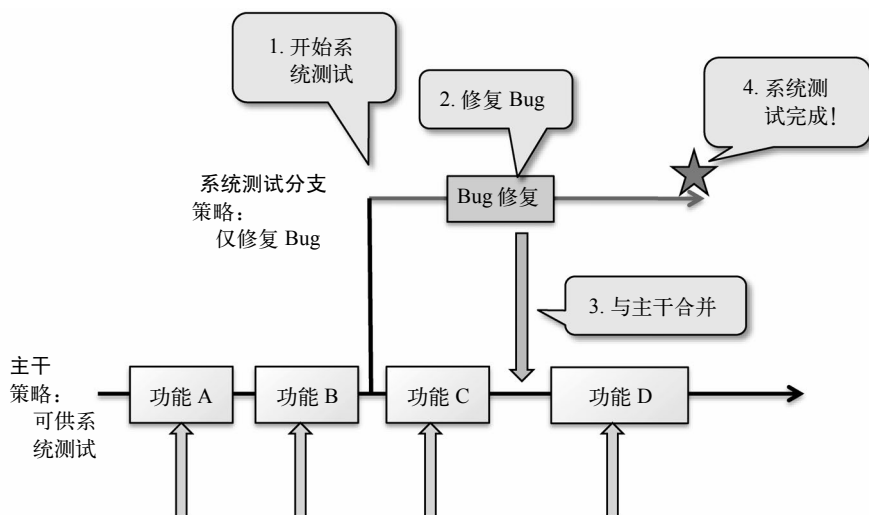 1. 开始系
统测试
2. 修复 Bug
4. 系统测
试完成!
系统测试分支
策略:
仅修复 Bug
Bug 修复
3. 与主干合并
主干
策略:
可供系
统测试
功能 A
功能 B
功能 C
功能 D